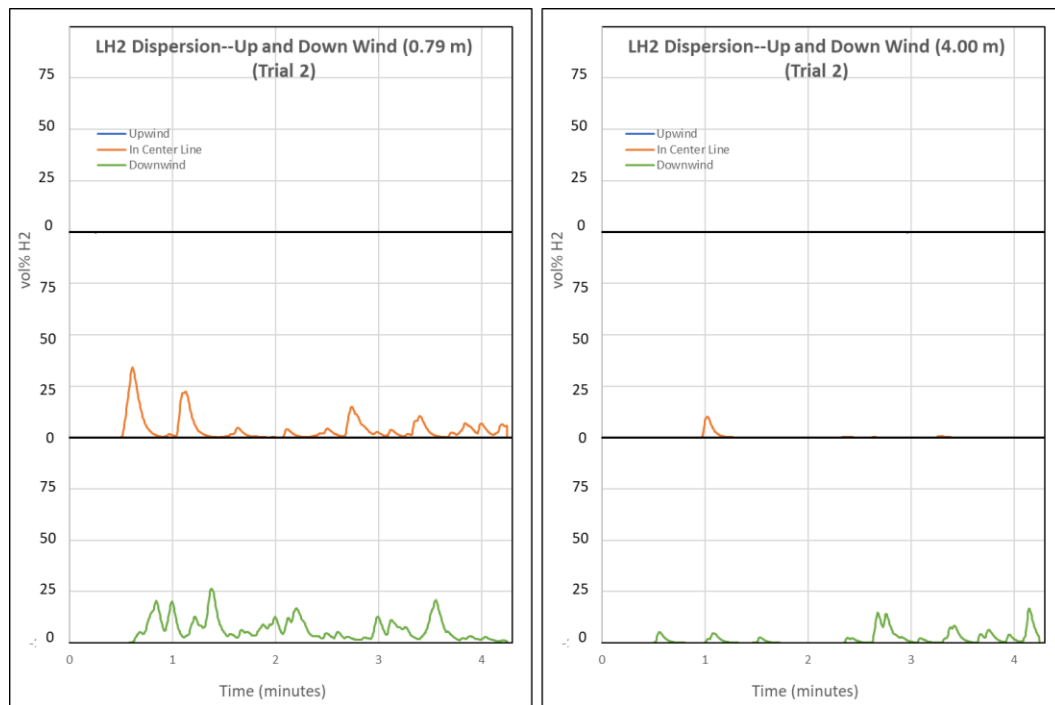 LH2 Dispersion--Up and Down Wind (0.79 m)
(Trial 2)
75
50
Upwind
In Center Line
Downwind
25
0
vol% H2
75
50
25
0
75
50
25
0
-:
0 1 2 3 4
Time (minutes)
LH2 Dispersion--Up and Down Wind (4.00 m)
(Trial 2)
75
50
Upwind
In Center Line
Downwind
25
0
vol% H2
75
50
25
0
75
50
25
0
-:
0 1 2 3 4
Time (minutes)